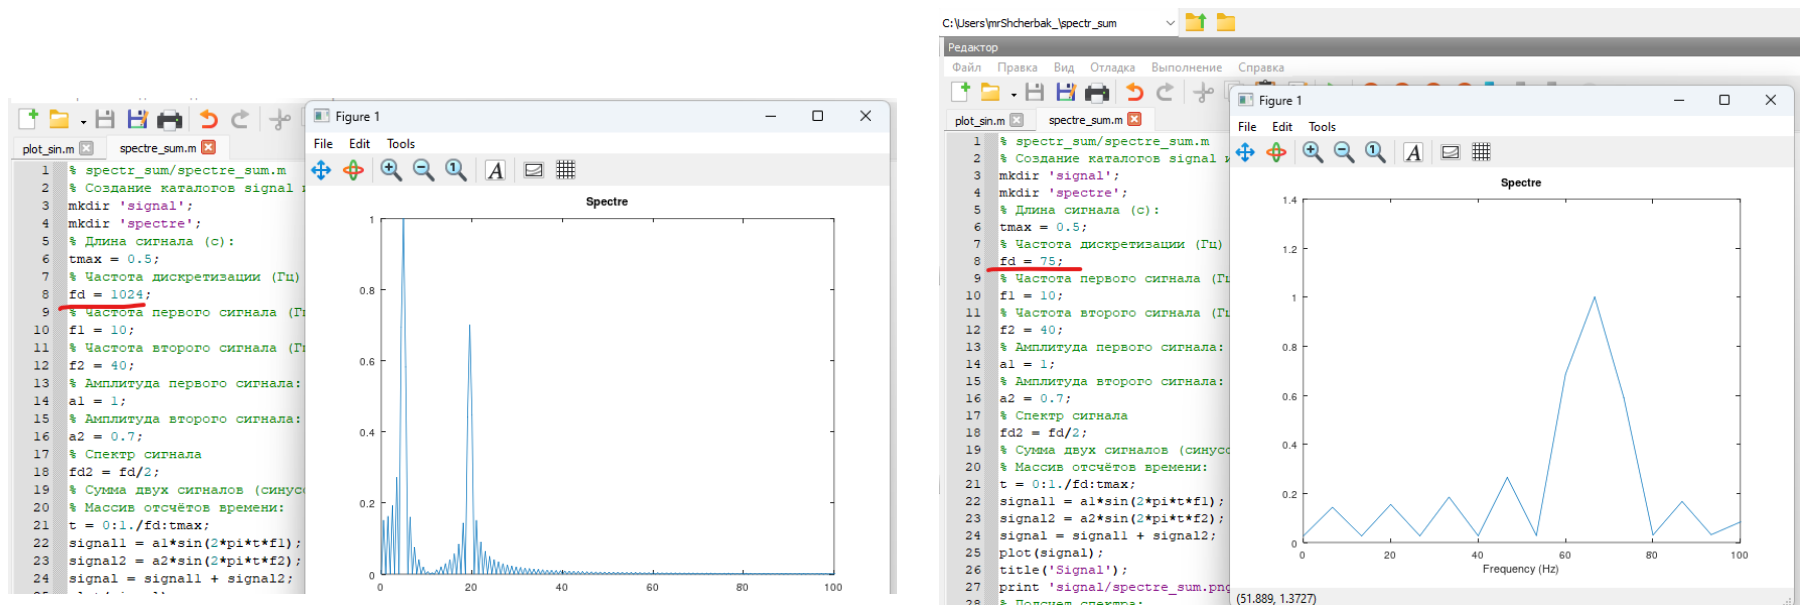 Figure 1
File Edit Tools
plot_sin.m
spectre_sum.m
1 % spectr_sum/spectre_sum.m
2 % Создание каталогов signal и
3 mkdir 'signal';
4 mkdir 'spectre';
5 % Длина сигнала (с):
6 tmax = 0.5;
7 % Частота дискретизации (Гц)
8 fd = 1024;
9 % Частота первого сигнала (Гц
10 f1 = 10;
11 % Частота второго сигнала (Гц
12 f2 = 40;
13 % Амплитуда первого сигнала:
14 a1 = 1;
15 % Амплитуда второго сигнала:
16 a2 = 0.7;
17 % Спектр сигнала
18 fd2 = fd/2;
19 % Сумма двух сигналов (синусо
20 % Массив отсчётов времени:
21 t = 0:1./fd:tmax;
22 signal1 = a1*sin(2*pi*t*f1);
23 signal2 = a2*sin(2*pi*t*f2);
24 signal = signal1 + signal2;
25
Spectre
1
0.8
0.6
0.4
0.2
0
0 20 40 60 80 100
C:\Users\mrShcherbak_\spectr_sum
Редактор
Файл Правка Вид Отладка Выполнение Справка
Figure 1
File Edit Tools
plot_sin.m
spectre_sum.m
1 % spectr_sum/spectre_sum.m
2 % Создание каталогов signal и
3 mkdir 'signal';
4 mkdir 'spectre';
5 % Длина сигнала (с):
6 tmax = 0.5;
7 % Частота дискретизации (Гц)
8 fd = 75;
9 % Частота первого сигнала (Гц
10 f1 = 10;
11 % Частота второго сигнала (Гц
12 f2 = 40;
13 % Амплитуда первого сигнала:
14 a1 = 1;
15 % Амплитуда второго сигнала:
16 a2 = 0.7;
17 % Спектр сигнала
18 fd2 = fd/2;
19 % Сумма двух сигналов (синусо
20 % Массив отсчётов времени:
21 t = 0:1./fd:tmax;
22 signal1 = a1*sin(2*pi*t*f1);
23 signal2 = a2*sin(2*pi*t*f2);
24 signal = signal1 + signal2;
25 plot(signal);
26 title('Signal');
27 print 'signal/spectre_sum.png
28 % Подсчет спектра:
Spectre
1.4
1.2
1
0.8
0.6
0.4
0.2
0
0 20 40 60 80 100
Frequency (Hz)
(51.889, 1.3727)